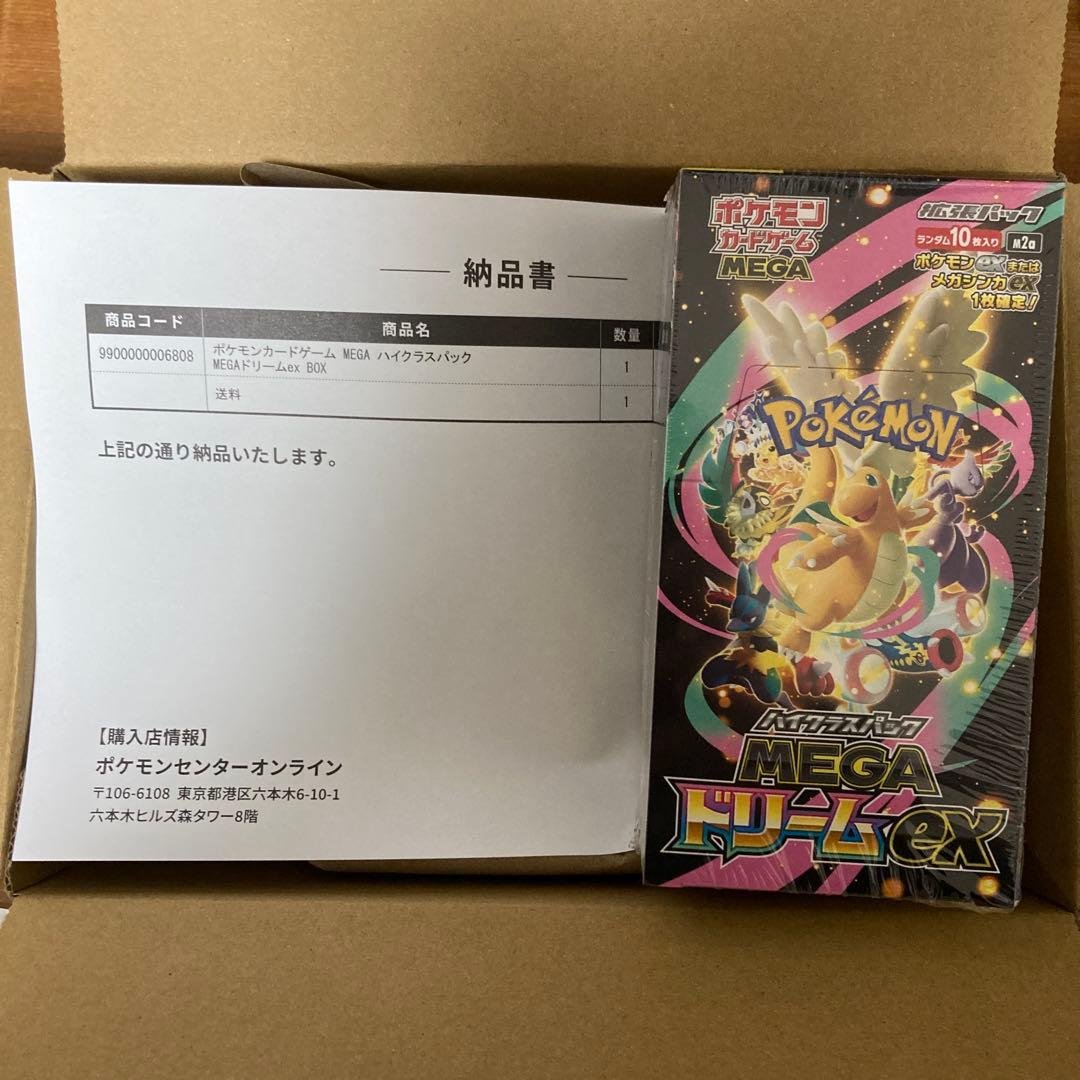 納品書
商品コード 商品名 数量
9900000006808 ポケモンカードゲーム MEGA ハイクラスパック
MEGAドリームex BOX 1
送料 1
上記の通り納品いたします。
【購入店情報】
ポケモンセンターオンライン
〒106-6108 東京都港区六本木6-10-1
六本木ヒルズ森タワー8階
ポケモン
カードゲーム
MEGA
拡張パック
ランダム10枚入り M2a
ポケモンexまたは
メガシンカex
1枚確定!
POKéMON
ハイクラスパック
MEGA
ドリームex